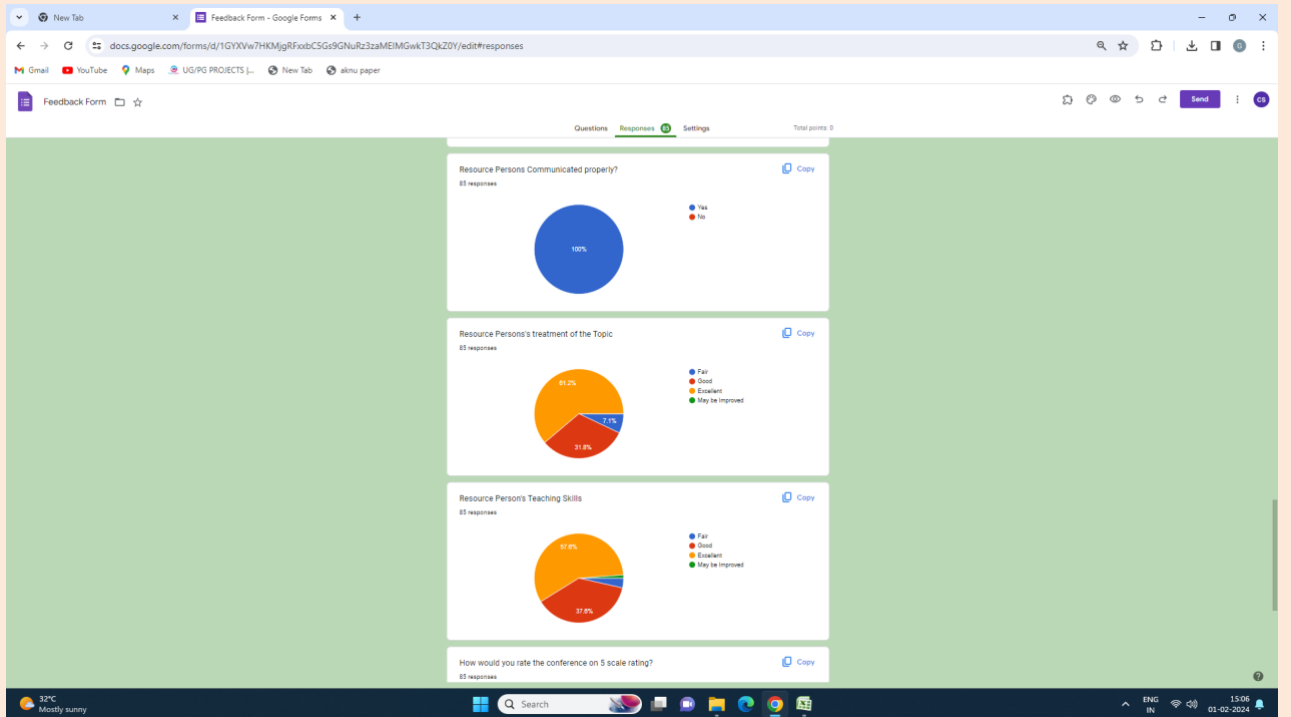 New Tab
Feedback Form - Google Forms
docs.google.com/forms/d/1GYXVw7HKMjgRFxxbC5Gs9GNuRz3zaMEIMGwkT3QkZ0Y/edit#responses
Gmail YouTube Maps UG/PG PROJECTS |... New Tab aknu paper
Feedback Form Send CS
Questions Responses Settings Total points: 0
Resource Persons Communicated properly? Copy
85 responses
Yes
No
100%
Resource Persons's treatment of the Topic Copy
85 responses
Fair
Good
Excellent
May be Improved
61.2%
7.1%
31.8%
Resource Person's Teaching Skills Copy
85 responses
Fair
Good
Excellent
May be Improved
57.6%
37.6%
How would you rate the conference on 5 scale rating? Copy
85 responses
32°C
Mostly sunny
Search
ENG
IN
15:06
01-02-2024